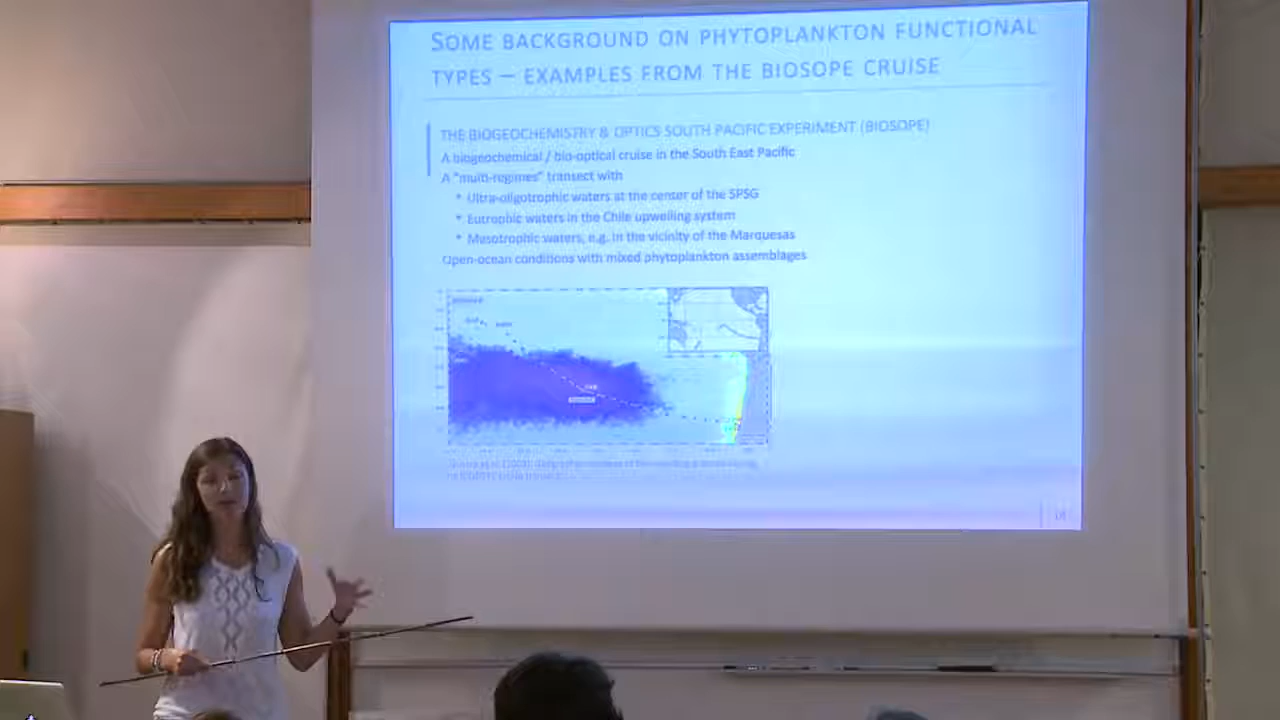 SOME BACKGROUND ON PHYTOPLANKTON FUNCTIONAL
TYPES – EXAMPLES FROM THE BIOSOPE CRUISE
THE BIOGEOCHEMISTRY & OPTICS SOUTH PACIFIC EXPERIMENT (BIOSOPE)
A biogeochemical / bio-optical cruise in the South East Pacific
A "multi-regimes" transect with
* Ultra-oligotrophic waters at the center of the SPSG
* Eutrophic waters in the Chile upwelling system
* Mesotrophic waters, e.g. in the vicinity of the Marquesas
Open-ocean conditions with mixed phytoplankton assemblages